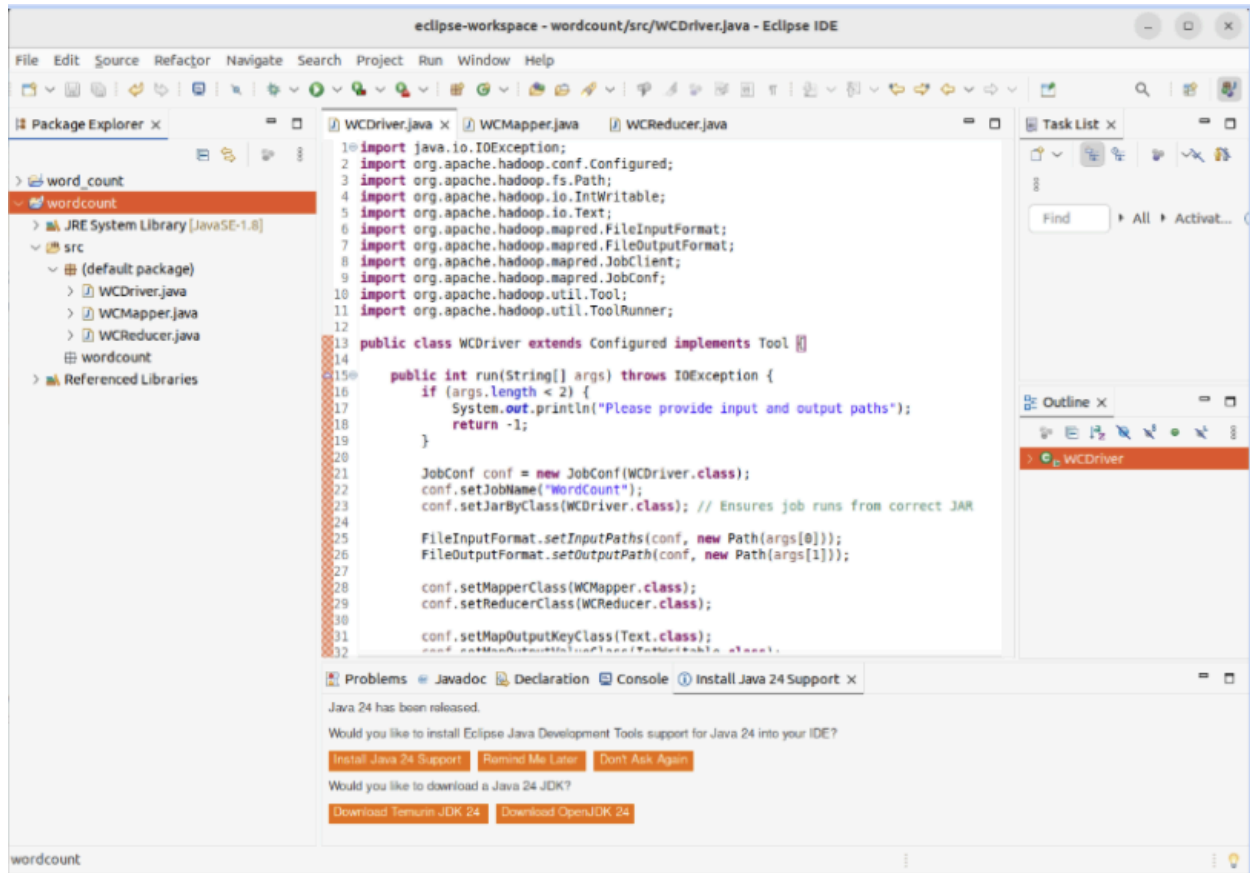 eclipse-workspace - wordcount/src/WCDriver.java - Eclipse IDE
File Edit Source Refactor Navigate Search Project Run Window Help
Package Explorer
word_count
wordcount
JRE System Library [JavaSE-1.8]
src
(default package)
WCDriver.java
WCMapper.java
WCReducer.java
wordcount
Referenced Libraries
WCDriver.java WCMapper.java WCReducer.java
1 import java.io.IOException;
2 import org.apache.hadoop.conf.Configured;
3 import org.apache.hadoop.fs.Path;
4 import org.apache.hadoop.io.IntWritable;
5 import org.apache.hadoop.io.Text;
6 import org.apache.hadoop.mapred.FileInputFormat;
7 import org.apache.hadoop.mapred.FileOutputFormat;
8 import org.apache.hadoop.mapred.JobClient;
9 import org.apache.hadoop.mapred.JobConf;
10 import org.apache.hadoop.util.Tool;
11 import org.apache.hadoop.util.ToolRunner;
12
13 public class WCDriver extends Configured implements Tool {
14
15 public int run(String[] args) throws IOException {
16 if (args.length < 2) {
17 System.out.println("Please provide input and output paths");
18 return -1;
19 }
20
21 JobConf conf = new JobConf(WCDriver.class);
22 conf.setJobName("WordCount");
23 conf.setJarByClass(WCDriver.class); // Ensures job runs from correct JAR
24
25 FileInputFormat.setInputPaths(conf, new Path(args[0]));
26 FileOutputFormat.setOutputPath(conf, new Path(args[1]));
27
28 conf.setMapperClass(WCMapper.class);
29 conf.setReducerClass(WCReducer.class);
30
31 conf.setMapOutputKeyClass(Text.class);
32 conf.setMapOutputValueClass(IntWritable.class);
Task List
Find All Activat...
Outline
WCDriver
Problems Javadoc Declaration Console Install Java 24 Support
Java 24 has been released.
Would you like to install Eclipse Java Development Tools support for Java 24 into your IDE?
Install Java 24 Support Remind Me Later Don't Ask Again
Would you like to download a Java 24 JDK?
Download Temurin JDK 24 Download OpenJDK 24
wordcount